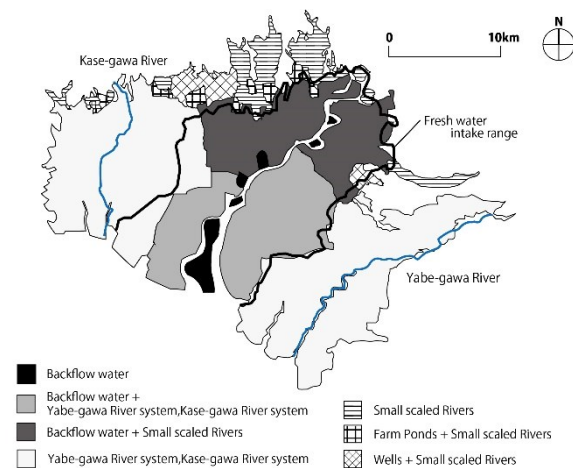 N
0
10km
Kase-gawa River
Fresh water
intake range
Yabe-gawa River
Backflow water
Backflow water +
Yabe-gawa River system,Kase-gawa River system
Backflow water + Small scaled Rivers
Yabe-gawa River system,Kase-gawa River system
Small scaled Rivers
Farm Ponds + Small scaled Rivers
Wells + Small scaled Rivers